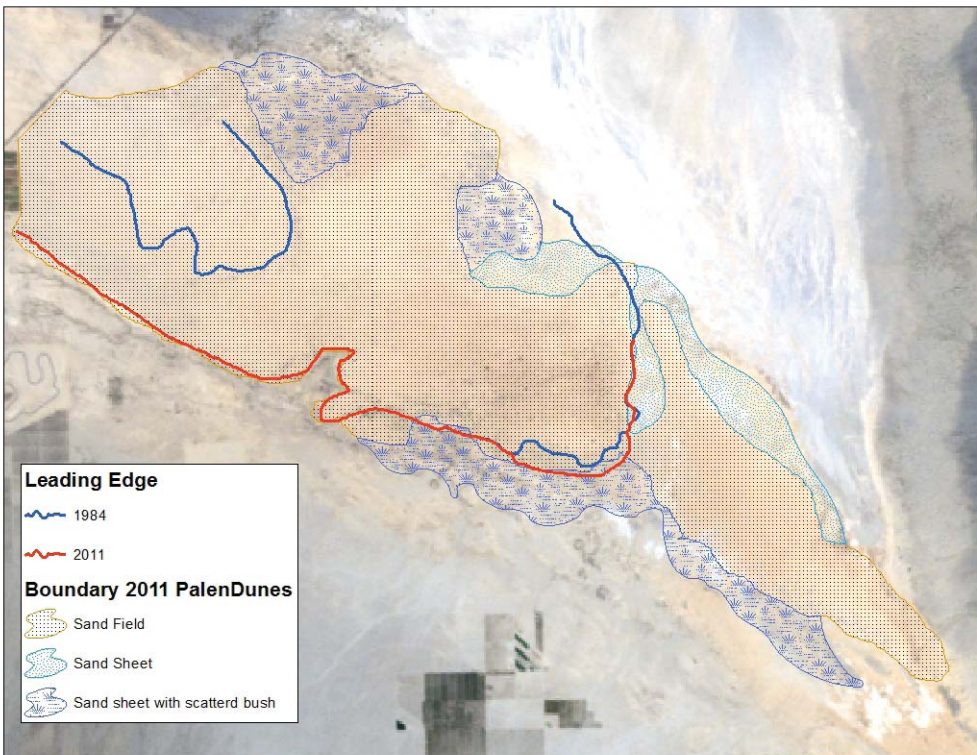 Leading Edge
1984
2011
Boundary 2011 PalenDunes
Sand Field
Sand Sheet
Sand sheet with scatterd bush